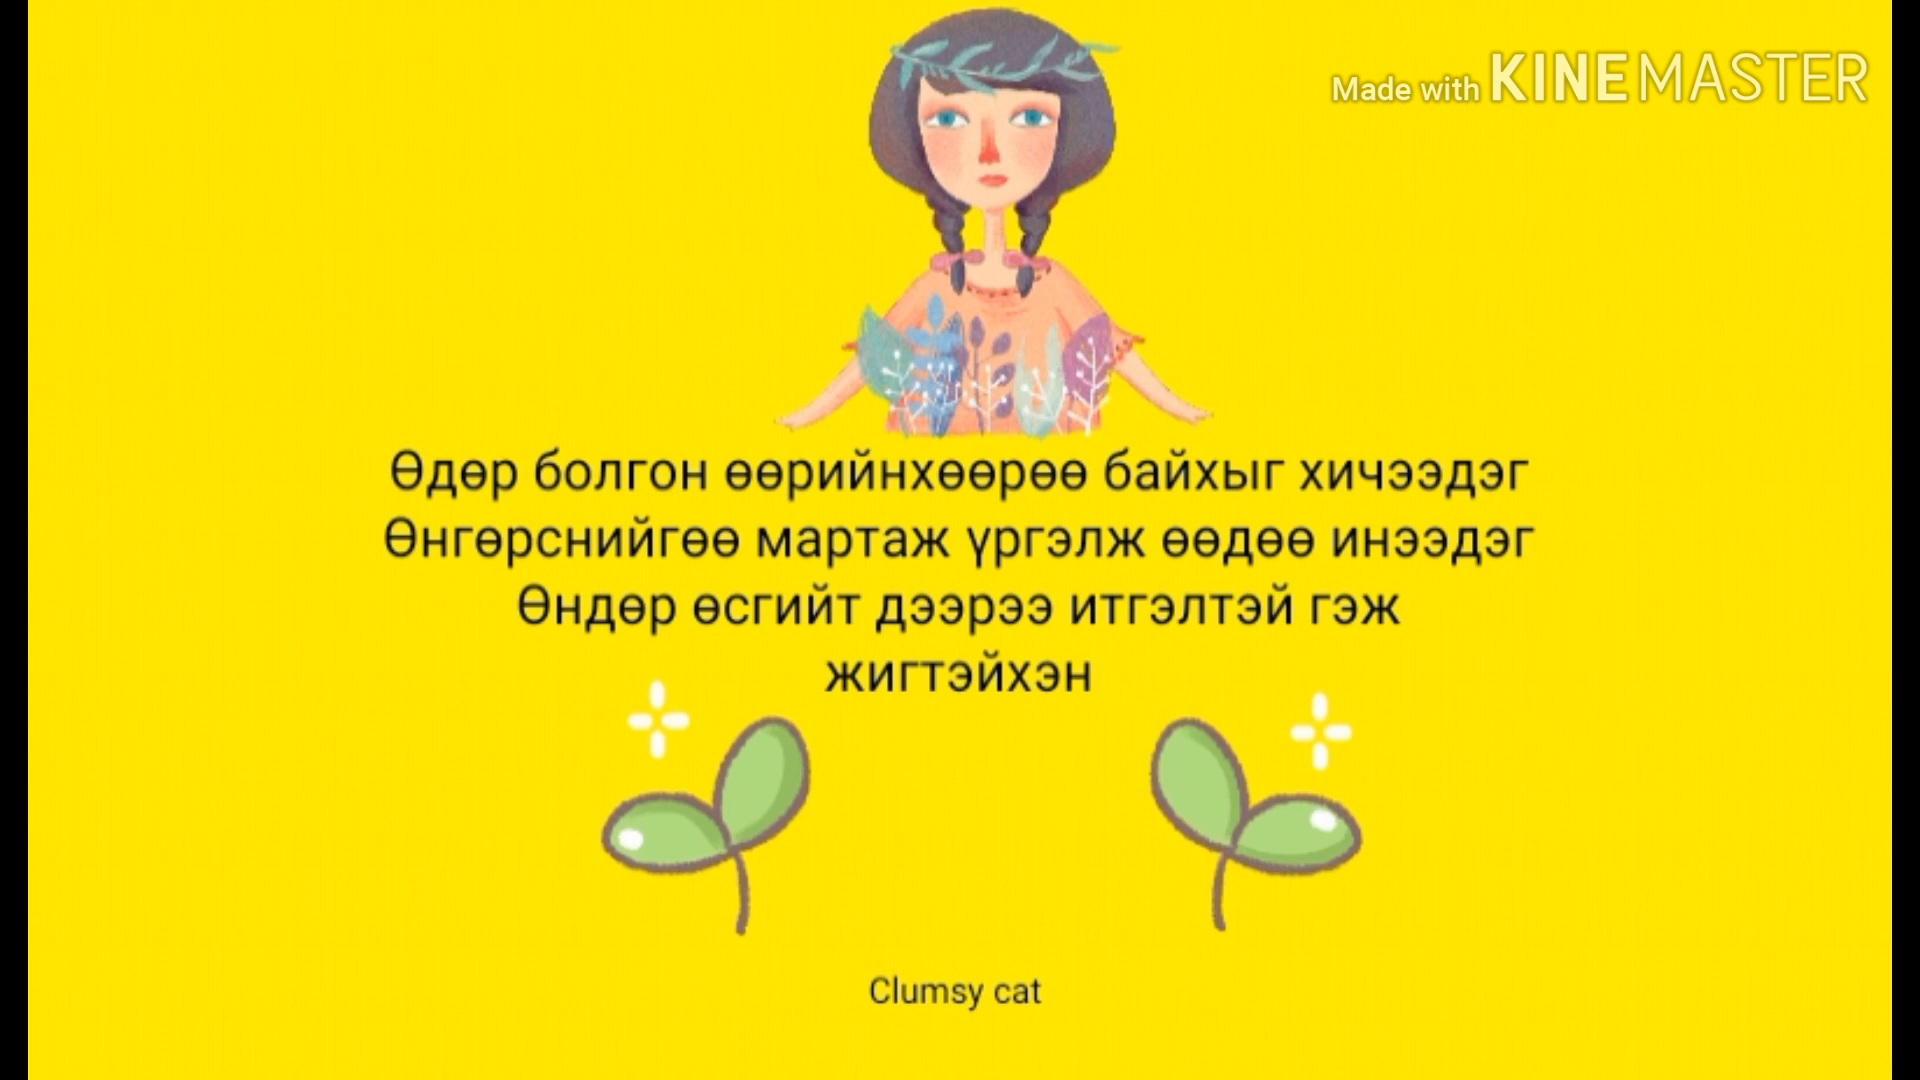 Made with KINEMASTER
Өдөр болгон өөрийнхөөрөө байхыг хичээдэг
Өнгөрснийгөө мартаж үргэлж өөдөө инээдэг
Өндөр өсгийт дээрээ итгэлтэй гэж
жигтэйхэн
Clumsy cat